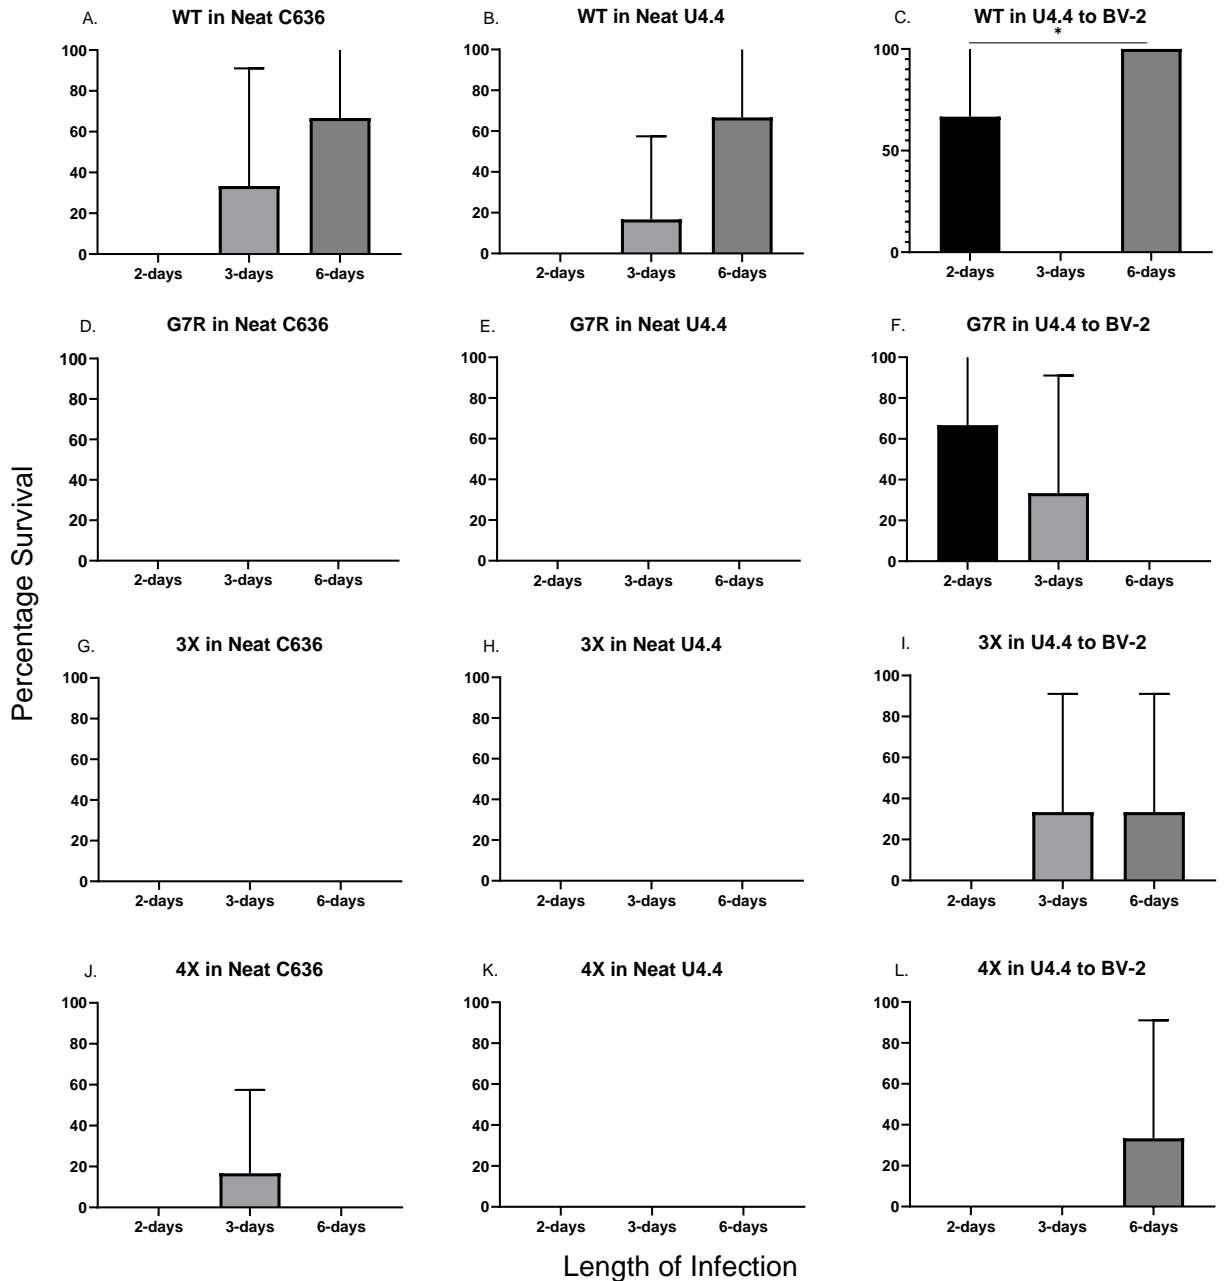 A. WT in Neat C636
100
80
60
40
20
0
2-days 3-days 6-days
B. WT in Neat U4.4
100
80
60
40
20
0
2-days 3-days 6-days
C. WT in U4.4 to BV-2
*
100
50
0
2-days 3-days 6-days
D. G7R in Neat C636
100
80
60
40
20
0
2-days 3-days 6-days
E. G7R in Neat U4.4
100
80
60
40
20
0
2-days 3-days 6-days
F. G7R in U4.4 to BV-2
100
80
60
40
20
0
2-days 3-days 6-days
Percentage Survival
G. 3X in Neat C636
100
80
60
40
20
0
2-days 3-days 6-days
H. 3X in Neat U4.4
100
80
60
40
20
0
2-days 3-days 6-days
I. 3X in U4.4 to BV-2
100
80
60
40
20
0
2-days 3-days 6-days
J. 4X in Neat C636
100
80
60
40
20
0
2-days 3-days 6-days
K. 4X in Neat U4.4
100
80
60
40
20
0
2-days 3-days 6-days
L. 4X in U4.4 to BV-2
100
80
60
40
20
0
2-days 3-days 6-days
Length of Infection